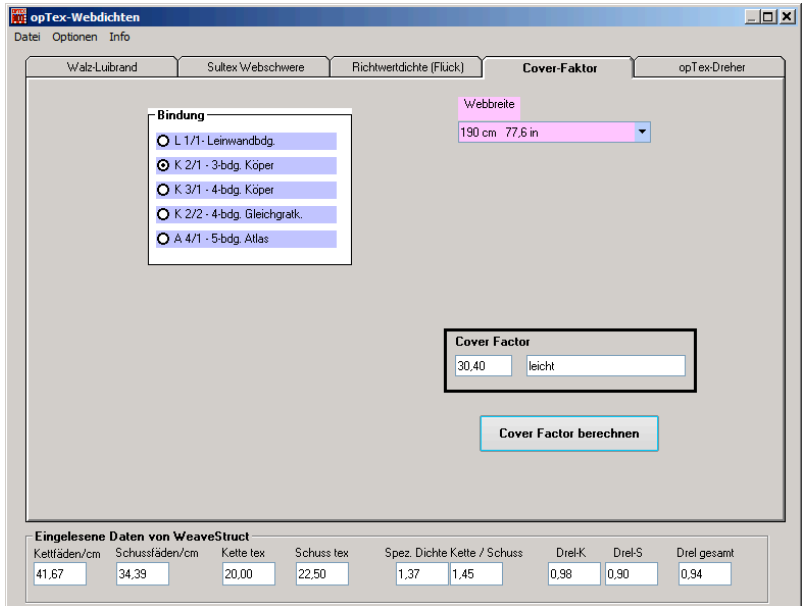 opTex-Webdichten
Datei Optionen Info
Walz-Luibrand Sultex Webschwere Richtwertdichte (Flück) Cover-Faktor opTex-Dreher
Webbreite
Bindung
190 cm 77,6 in
L 1/1- Leinwandbdg.
K 2/1 - 3-bdg. Köper
K 3/1 - 4-bdg. Köper
K 2/2 - 4-bdg. Gleichgratk.
A 4/1 - 5-bdg. Atlas
Cover Factor
30,40 leicht
Cover Factor berechnen
Eingelesene Daten von WeaveStruct
Kettfäden/cm Schussfäden/cm Kette tex Schuss tex Spez. Dichte Kette / Schuss Drel-K Drel-S Drel gesamt
41,67 34,39 20,00 22,50 1,37 1,45 0,98 0,90 0,94